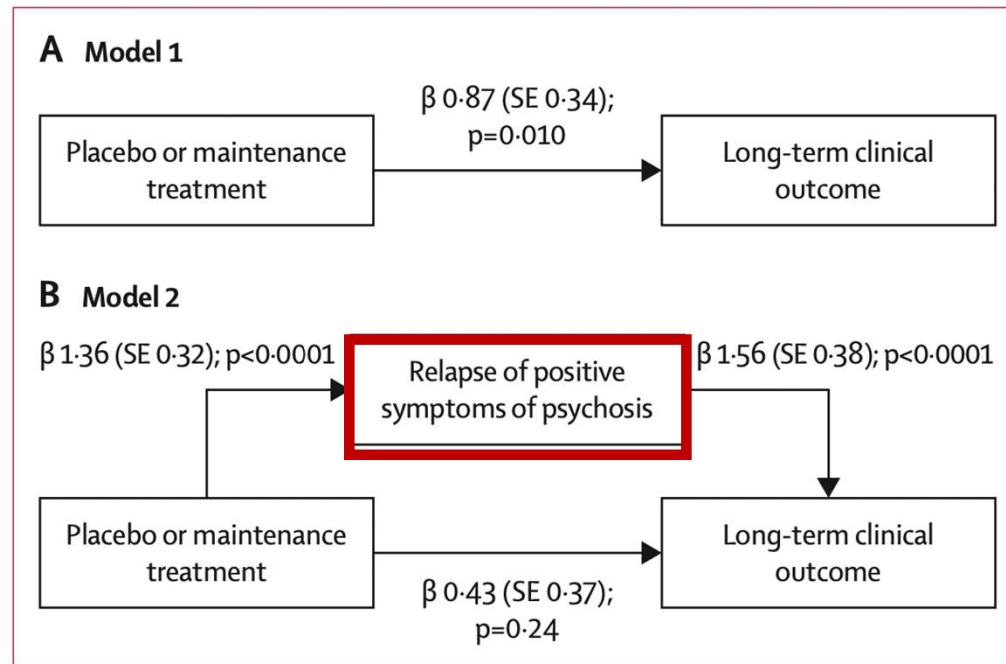 A Model 1
β 0·87 (SE 0·34);
p=0·010
Placebo or maintenance
treatment
Long-term clinical
outcome
B Model 2
β 1·36 (SE 0·32); p<0·0001
Relapse of positive
symptoms of psychosis
β 1·56 (SE 0·38); p<0·0001
Placebo or maintenance
treatment
Long-term clinical
outcome
β 0·43 (SE 0·37);
p=0·24